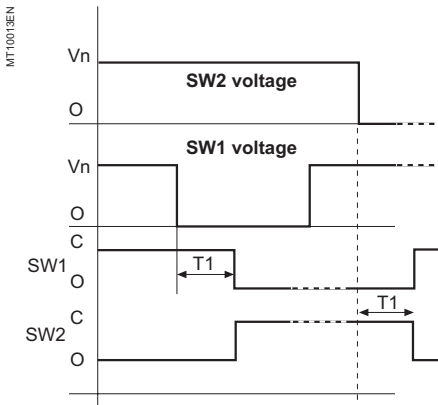 MT10013EN
Vn
SW2 voltage
O
SW1 voltage
Vn
O
C
SW1
T1
O
C
T1
SW2
O